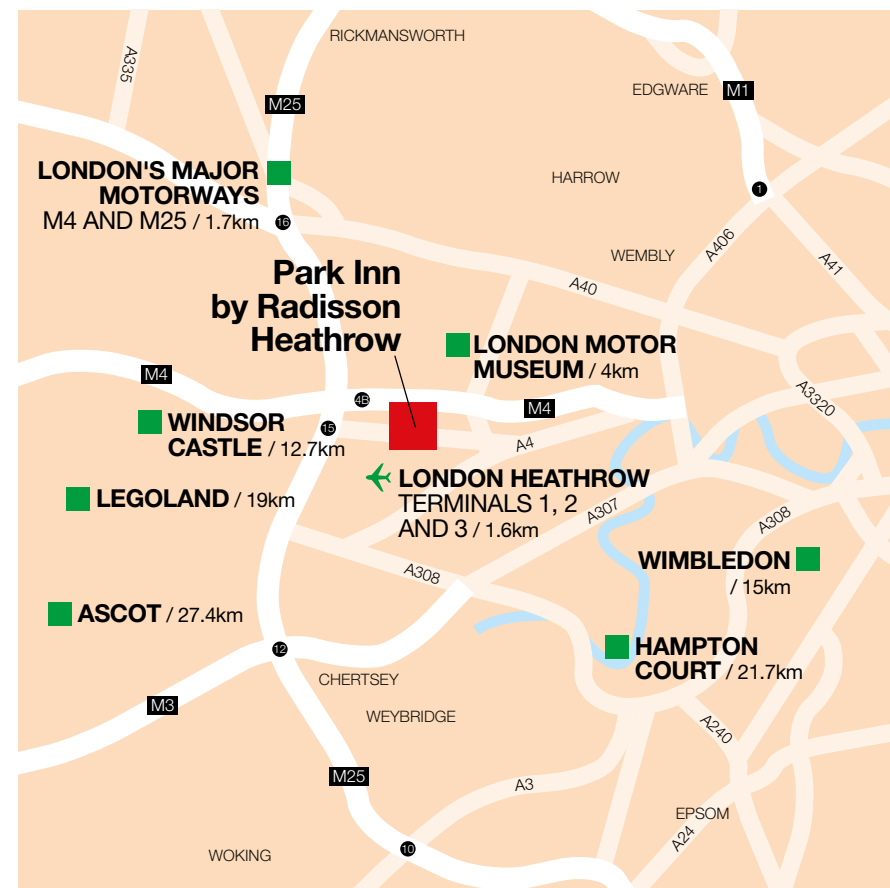 RICKMANSWORTH
A335
EDGWARE
M1
M25
HARROW
LONDON'S MAJOR
MOTORWAYS
M4 AND M25 / 1.7km
1
16
WEMBLY
A406
A41
Park Inn
by Radisson
Heathrow
A40
LONDON MOTOR
MUSEUM / 4km
M4
4B
M4
A3320
WINDSOR
CASTLE / 12.7km
15
A4
LONDON HEATHROW
TERMINALS 1, 2
AND 3 / 1.6km
LEGOLAND / 19km
A307
A308
WIMBLEDON
/ 15km
A308
ASCOT / 27.4km
12
HAMPTON
COURT / 21.7km
CHERTSEY
M3
WEYBRIDGE
A240
M25
A3
EPSOM
A24
10
WOKING